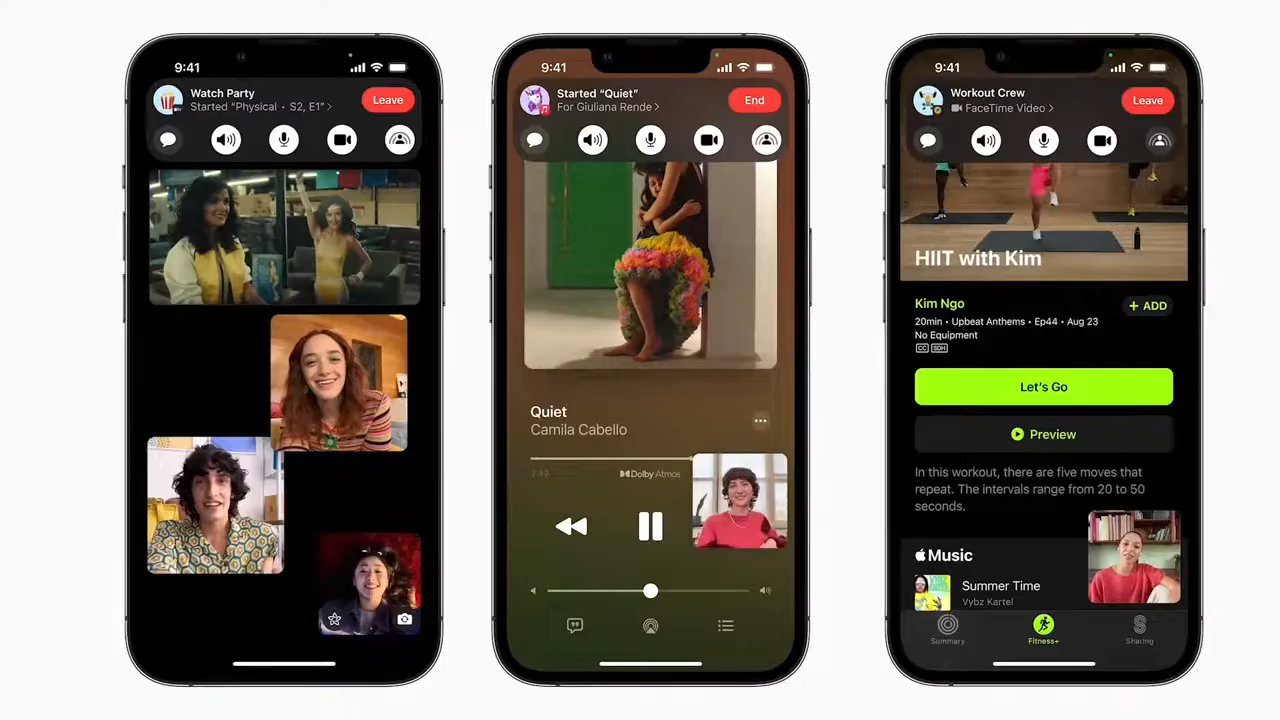 9:41
Watch Party
Started “Physical • S2, E1” >
Leave
9:41
Started “Quiet”
For Giuliana Rende >
End
Quiet
Camila Cabello
Dolby Atmos
9:41
Workout Crew
FaceTime Video >
Leave
HIIT with Kim
Kim Ngo
+ ADD
20min • Upbeat Anthems • Ep44 • Aug 23
No Equipment
CC SDH
Let’s Go
Preview
In this workout, there are five moves that
repeat. The intervals range from 20 to 50
seconds.
Music
Summer Time
Vybz Kartel
Summary
Fitness+
Sharing